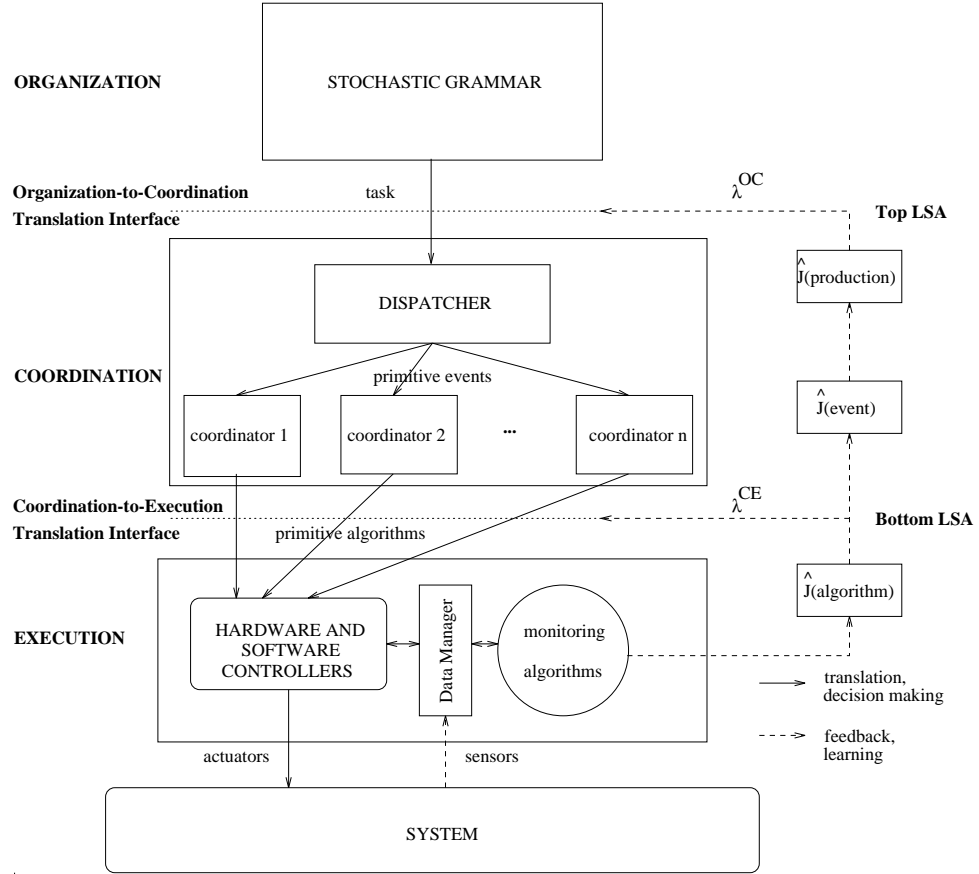 STOCHASTIC GRAMMAR
ORGANIZATION
Organization-to-Coordination
Translation Interface
task
λ^OC
Top LSA
Ĵ(production)
DISPATCHER
COORDINATION
primitive events
Ĵ(event)
coordinator 1
coordinator 2
...
coordinator n
Coordination-to-Execution
Translation Interface
λ^CE
Bottom LSA
primitive algorithms
Ĵ(algorithm)
EXECUTION
HARDWARE AND
SOFTWARE
CONTROLLERS
Data Manager
monitoring
algorithms
translation,
decision making
feedback,
learning
actuators
sensors
SYSTEM